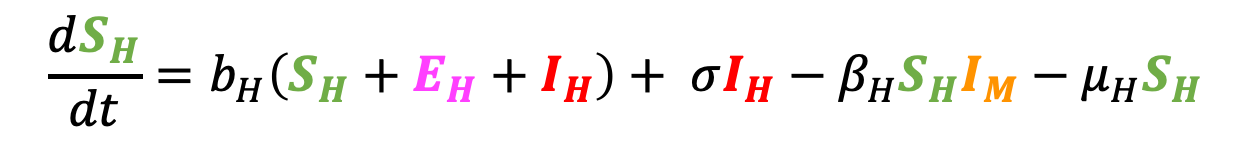 dS_H/dt = b_H(S_H + E_H + I_H) + σI_H − β_H S_H I_M − μ_H S_H